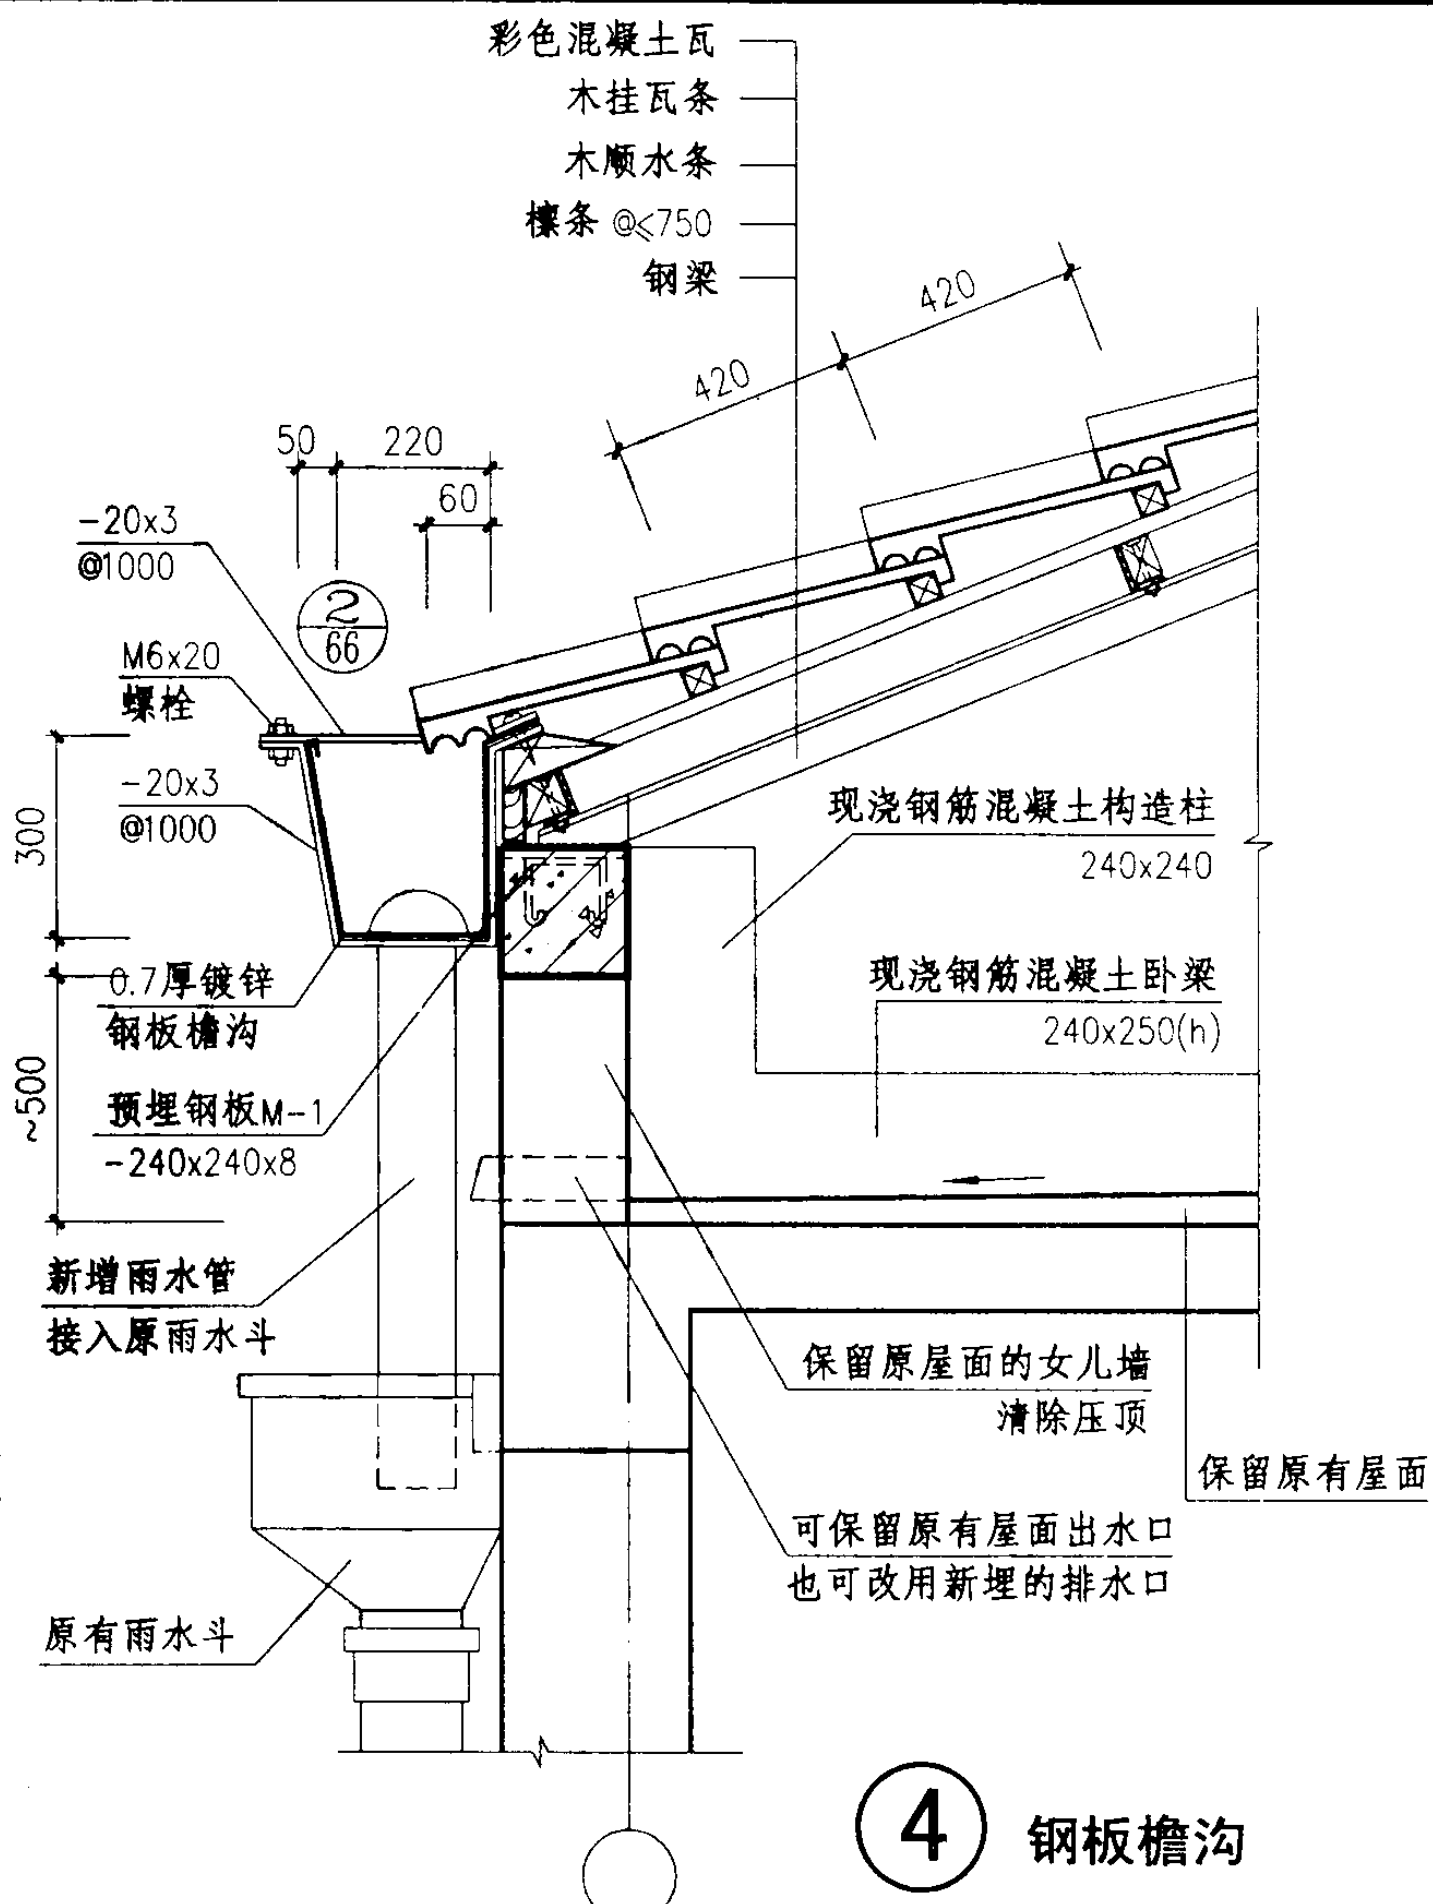 彩色混凝土瓦
木挂瓦条
木顺水条
檩条 @≤750
钢梁
420
420
50
220
60
-20x3
@1000
2
66
M6x20
螺栓
-20x3
@1000
300
现浇钢筋混凝土构造柱
240x240
现浇钢筋混凝土卧梁
240x250(h)
0.7厚镀锌
钢板檐沟
~500
预埋钢板M-1
-240x240x8
新增雨水管
接入原雨水斗
保留原屋面的女儿墙
清除压顶
保留原有屋面
可保留原有屋面出水口
也可改用新埋的排水口
原有雨水斗
4
钢板檐沟